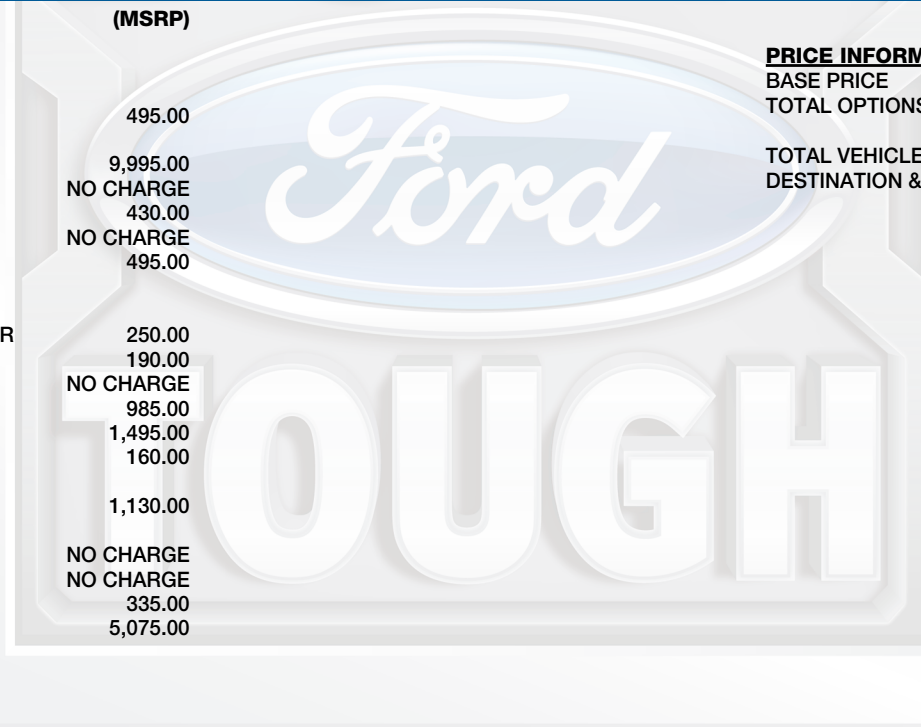 (MSRP)
495.00
9,995.00
NO CHARGE
430.00
NO CHARGE
495.00
R 250.00
190.00
NO CHARGE
985.00
1,495.00
160.00
1,130.00
NO CHARGE
NO CHARGE
335.00
5,075.00
PRICE INFORM
BASE PRICE
TOTAL OPTIONS
TOTAL VEHICLE
DESTINATION &
Ford
TOUGH